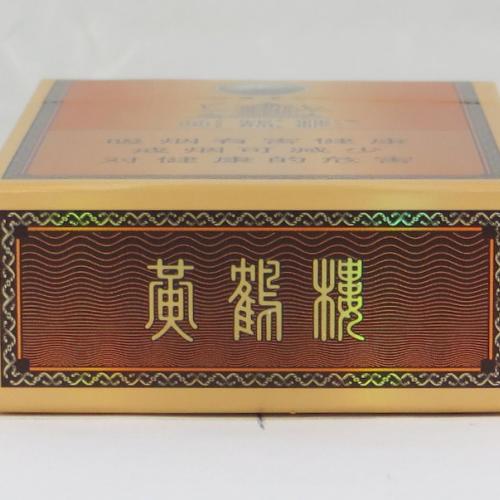 吸烟有害健康
戒烟可减少
对健康的危害
黄鹤楼